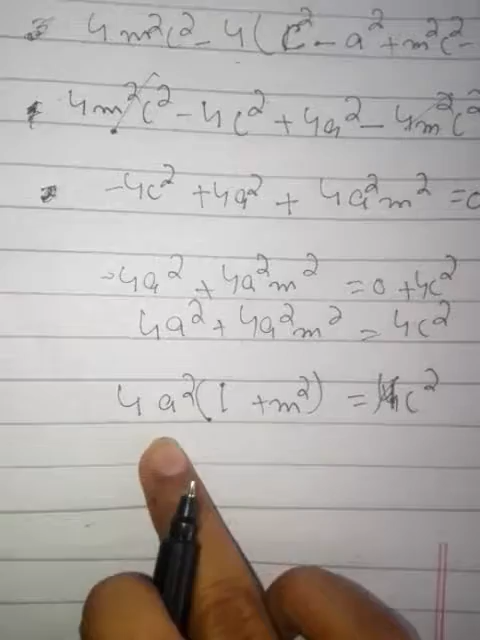 4m²c² - 4(c² - a² + m²c² -
4m²c² - 4c² + 4a² - 4m²c²
-4c² + 4a² + 4a²m² = 0
4a² + 4a²m² = 0 + 4c²
4a² + 4a²m² = 4c²
4a²(1 + m²) = 4c²